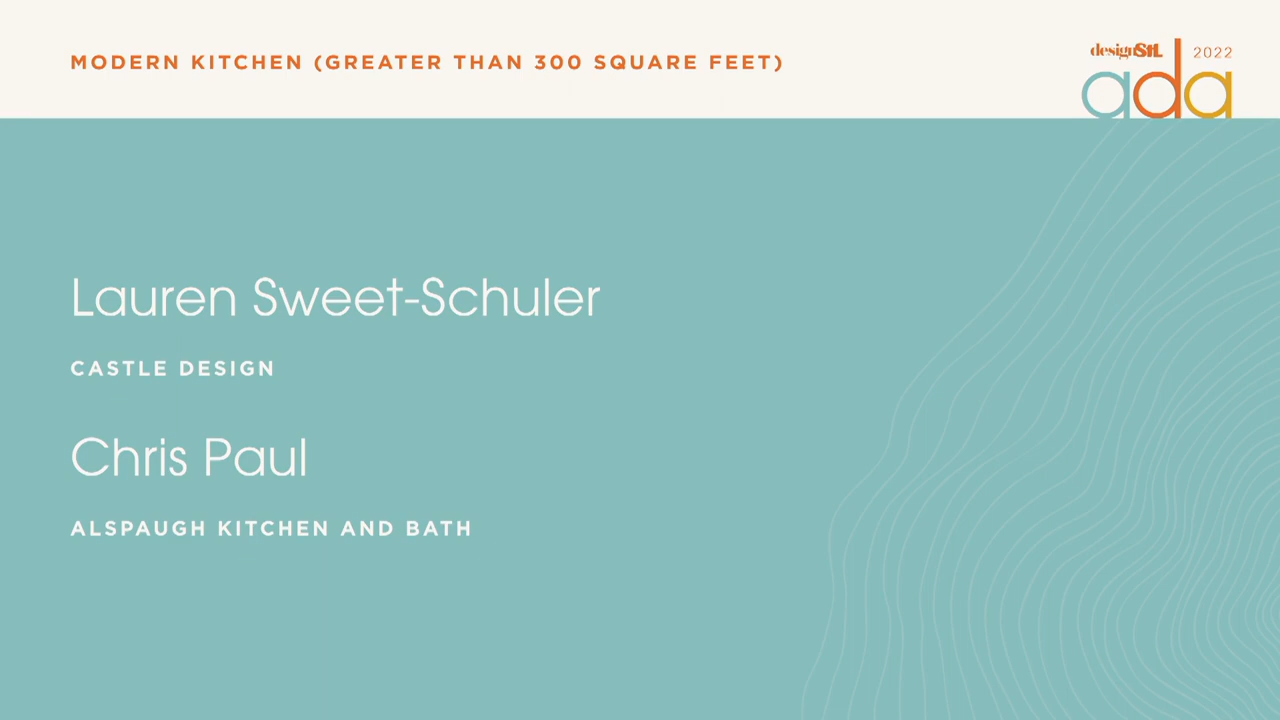 MODERN KITCHEN (GREATER THAN 300 SQUARE FEET)
designSTL 2022
ada
Lauren Sweet-Schuler
CASTLE DESIGN
Chris Paul
ALSPAUGH KITCHEN AND BATH